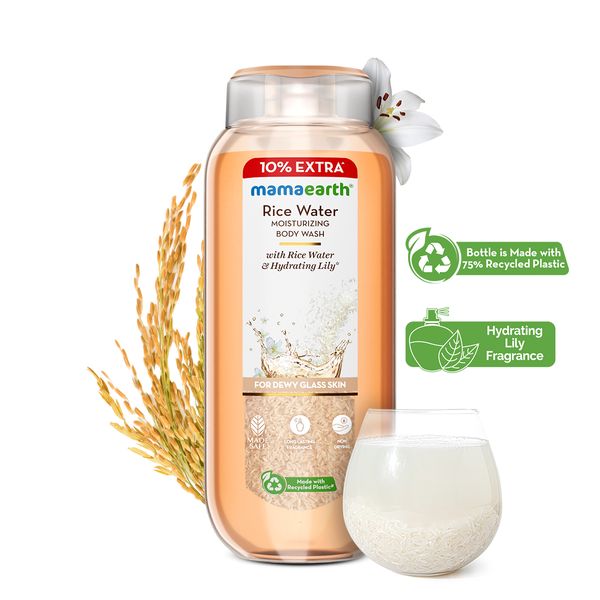 10% EXTRA*
mamaearth®
Rice Water
MOISTURIZING
BODY WASH
with Rice Water
& Hydrating Lily*
FOR DEWY GLASS SKIN
MADE
SAFE
LONG LASTING
FRAGRANCE
NON
DRYING
Made with
Recycled Plastic*
Bottle is Made with
75% Recycled Plastic
Hydrating
Lily
Fragrance